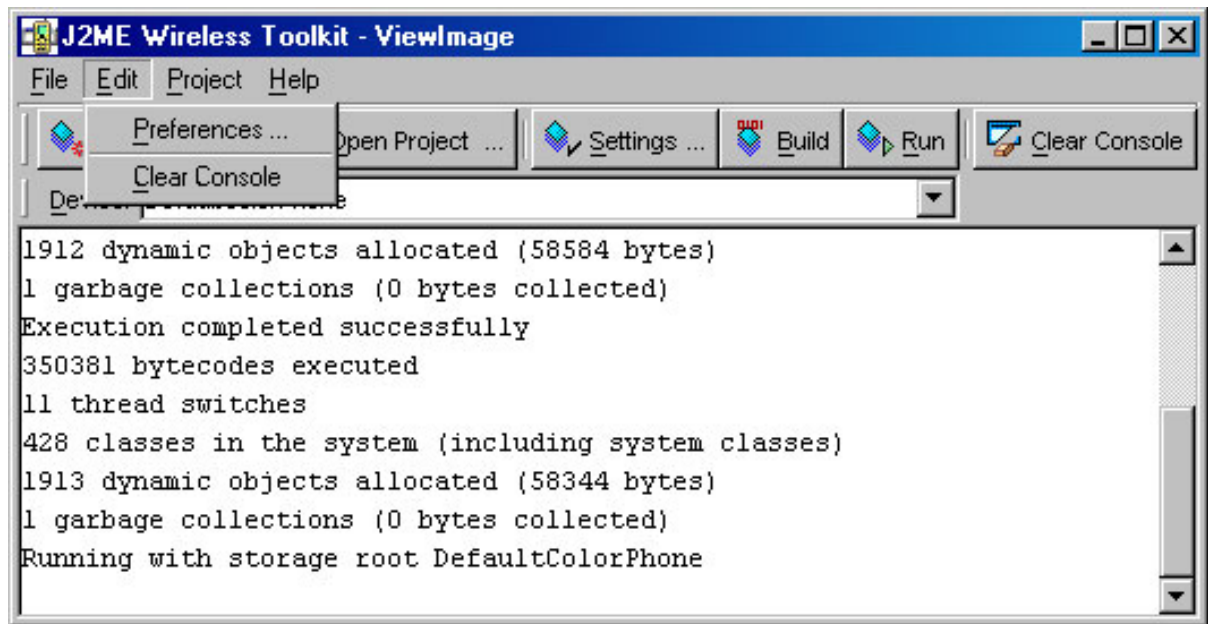 J2ME Wireless Toolkit - ViewImage
File Edit Project Help
Preferences ...
Clear Console
Open Project ... Settings ... Build Run Clear Console
1912 dynamic objects allocated (58584 bytes)
1 garbage collections (0 bytes collected)
Execution completed successfully
350381 bytecodes executed
11 thread switches
428 classes in the system (including system classes)
1913 dynamic objects allocated (58344 bytes)
1 garbage collections (0 bytes collected)
Running with storage root DefaultColorPhone